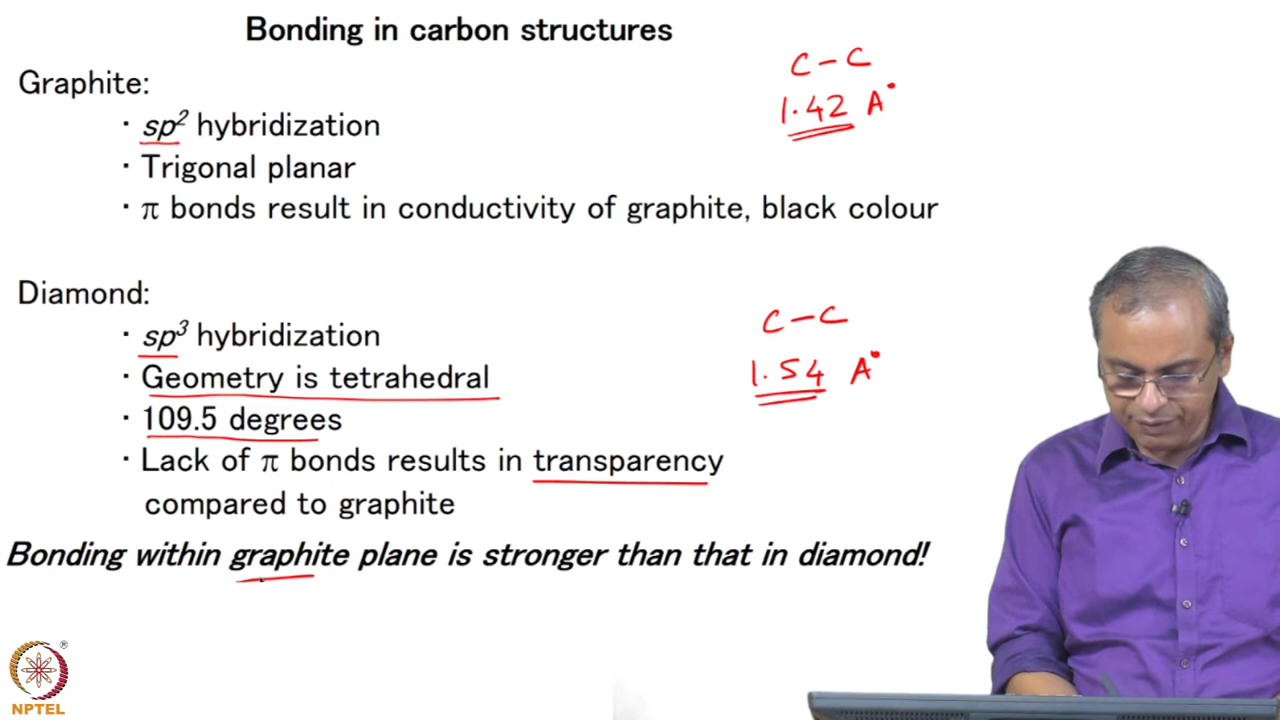 Bonding in carbon structures
C-C
Graphite:
1.42 A°
· sp² hybridization
· Trigonal planar
· π bonds result in conductivity of graphite, black colour
Diamond:
C-C
· sp³ hybridization
1.54 A°
· Geometry is tetrahedral
· 109.5 degrees
· Lack of π bonds results in transparency
compared to graphite
Bonding within graphite plane is stronger than that in diamond!
®
NPTEL